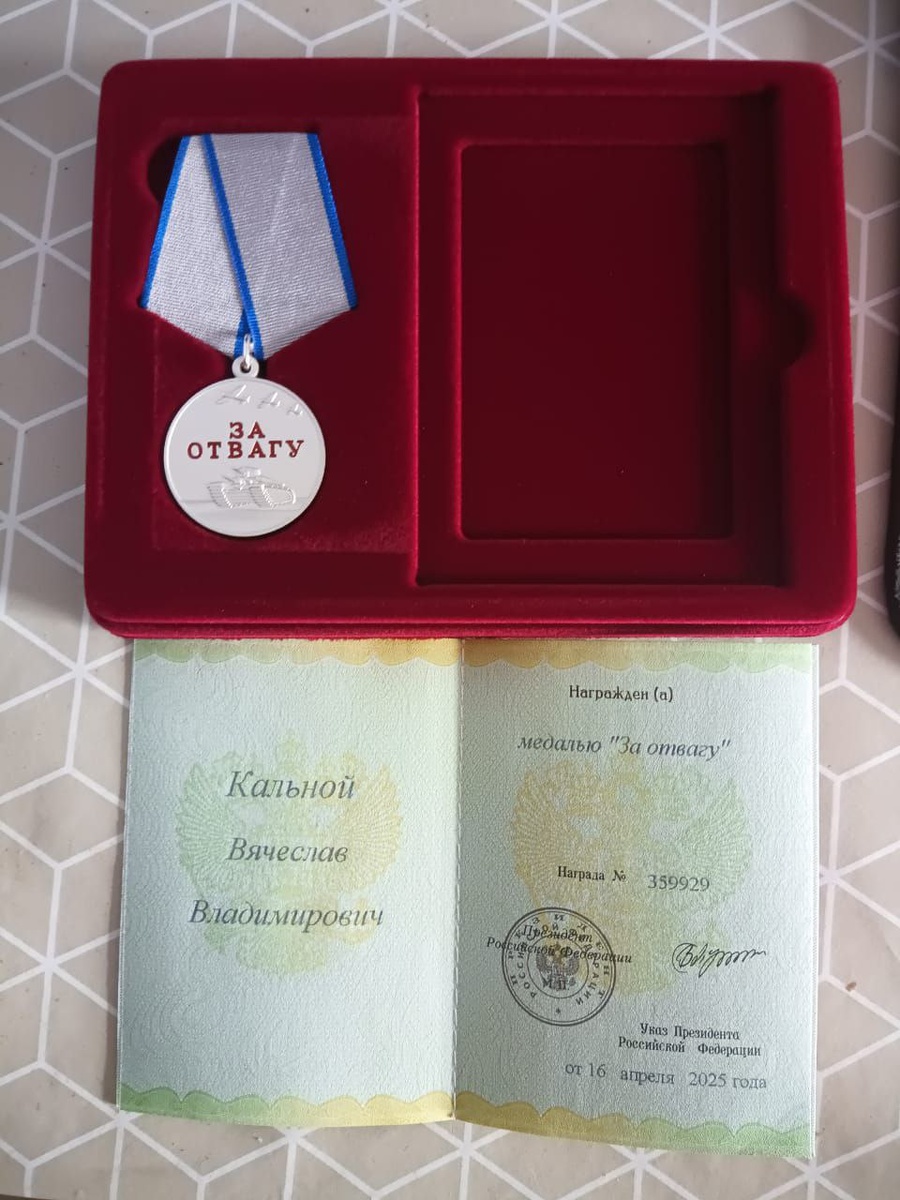 ЗА
ОТВАГУ
Кальной
Вячеслав
Владимирович
Награжден (а)
медалью "За отвагу"
Награда № 359929
Президент
Российской Федерации
М.П.
Указ Президента
Российской Федерации
от 16 апреля 2025 года